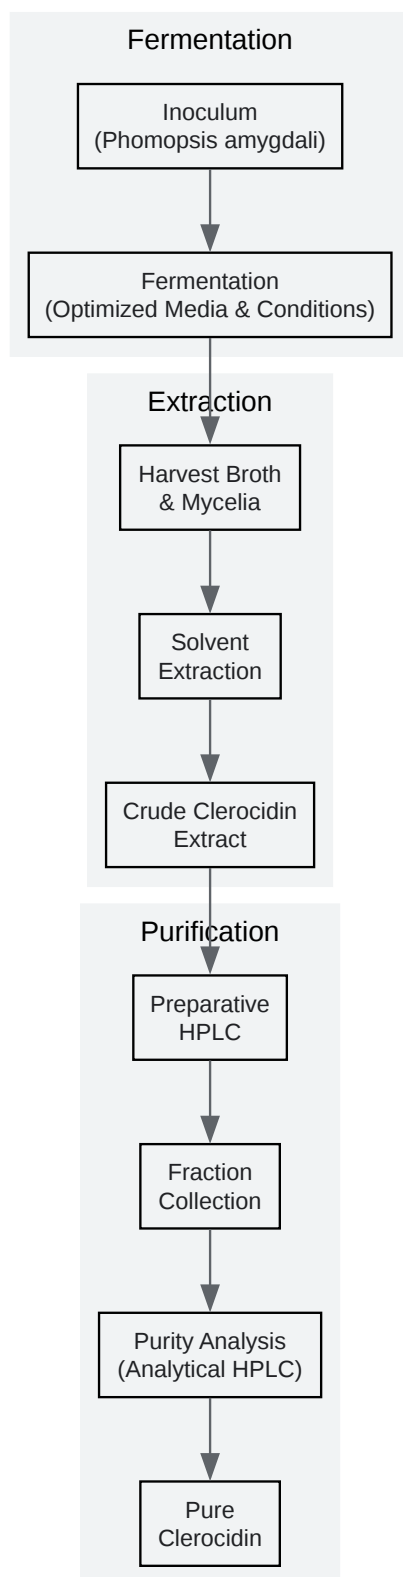 Fermentation
Inoculum
(Phomopsis amygdali)
Fermentation
(Optimized Media & Conditions)
Extraction
Harvest Broth
& Mycelia
Solvent
Extraction
Crude Clerocidin
Extract
Purification
Preparative
HPLC
Fraction
Collection
Purity Analysis
(Analytical HPLC)
Pure
Clerocidin